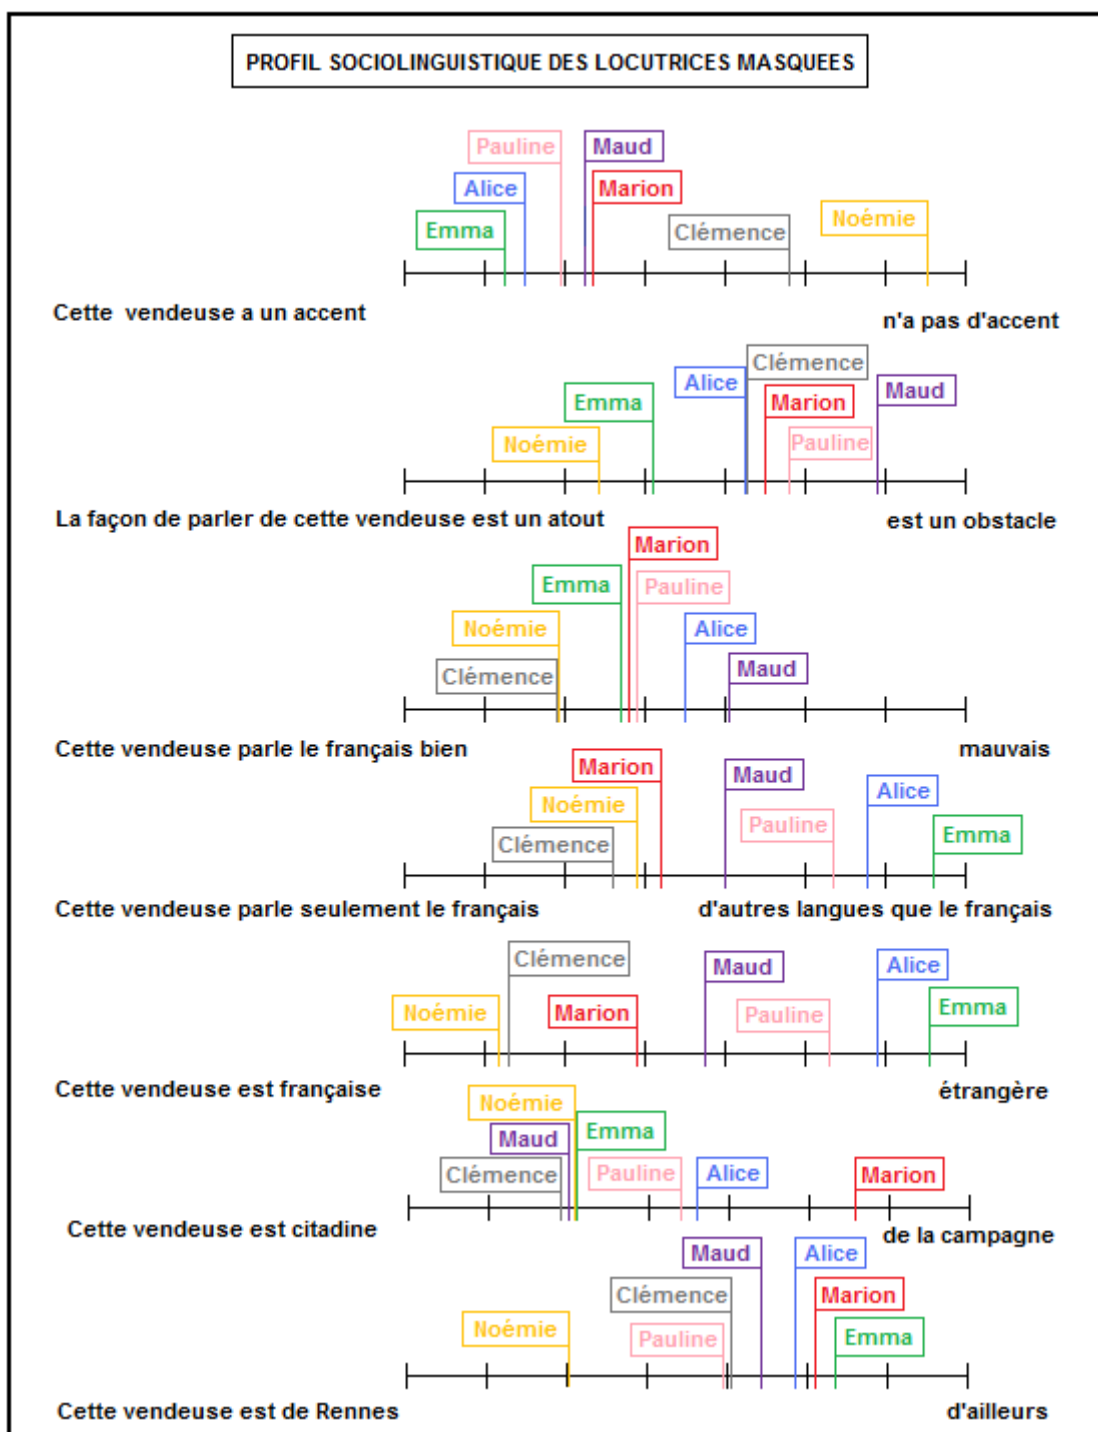 PROFIL SOCIOLINGUISTIQUE DES LOCUTRICES MASQUEES
Pauline Maud
Alice Marion
Emma Clémence Noémie
Cette vendeuse a un accent n'a pas d'accent
Clémence
Alice Maud
Emma Marion
Noémie Pauline
La façon de parler de cette vendeuse est un atout est un obstacle
Marion
Emma Pauline
Noémie Alice
Clémence Maud
Cette vendeuse parle le français bien mauvais
Marion Maud
Noémie Alice
Clémence Pauline Emma
Cette vendeuse parle seulement le français d'autres langues que le français
Clémence Maud Alice
Noémie Marion Pauline Emma
Cette vendeuse est française étrangère
Noémie
Maud Emma
Clémence Pauline Alice Marion
Cette vendeuse est citadine de la campagne
Maud Alice
Clémence Marion
Noémie Pauline Emma
Cette vendeuse est de Rennes d'ailleurs